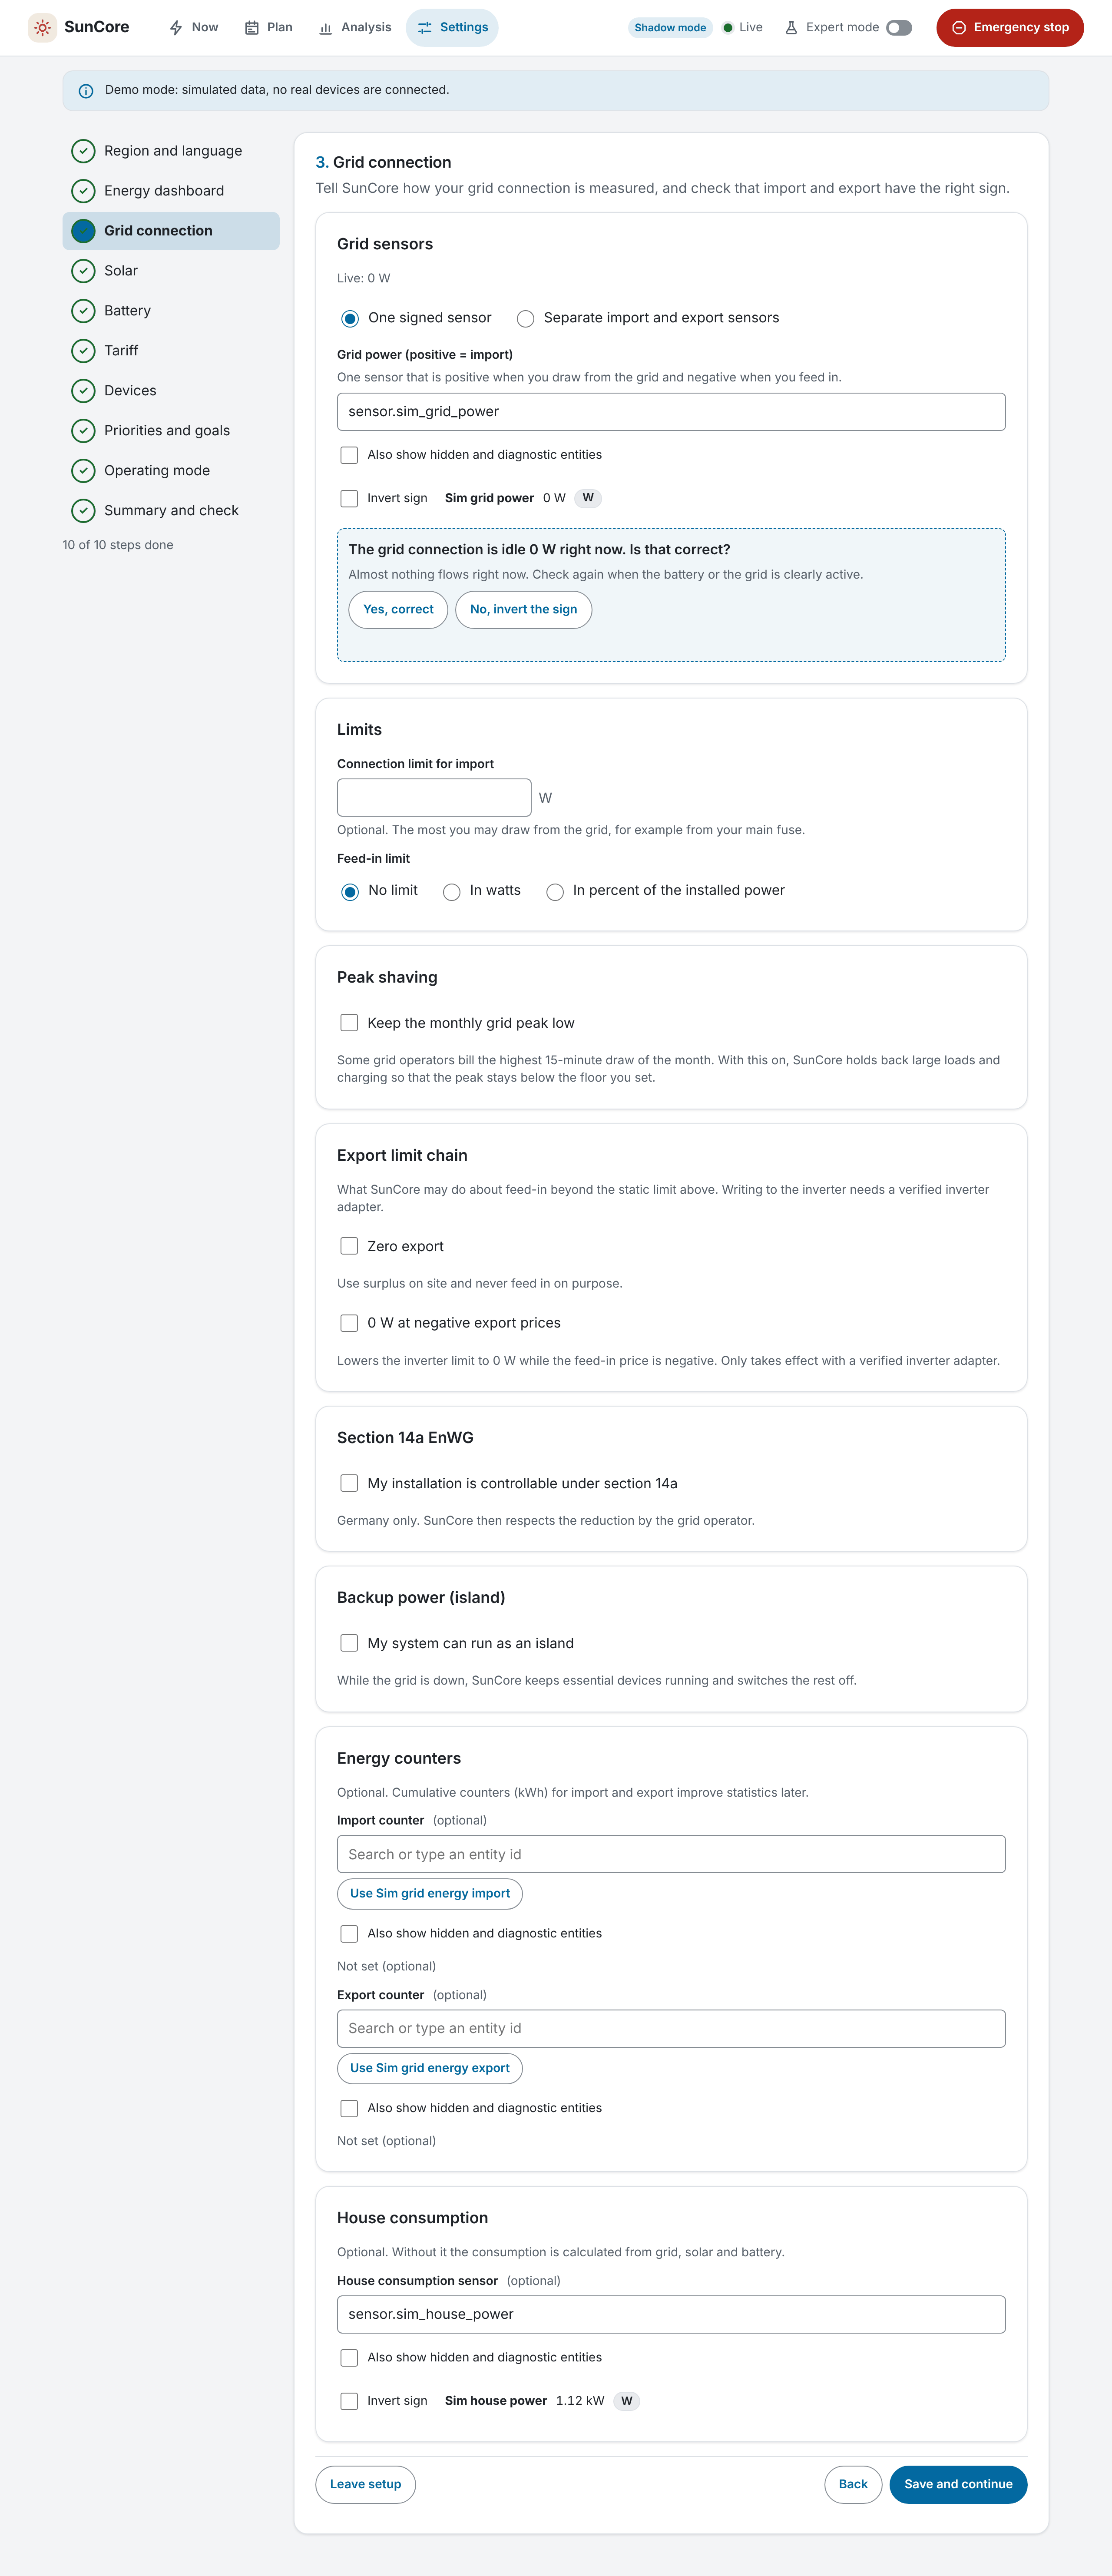 SunCore
Now
Plan
Analysis
Settings
Shadow mode
Live
Expert mode
Emergency stop
Demo mode: simulated data, no real devices are connected.
Region and language
Energy dashboard
Grid connection
Solar
Battery
Tariff
Devices
Priorities and goals
Operating mode
Summary and check
10 of 10 steps done
3. Grid connection
Tell SunCore how your grid connection is measured, and check that import and export have the right sign.
Grid sensors
Live: 0 W
One signed sensor
Separate import and export sensors
Grid power (positive = import)
One sensor that is positive when you draw from the grid and negative when you feed in.
sensor.sim_grid_power
Also show hidden and diagnostic entities
Invert sign Sim grid power 0 W W
The grid connection is idle 0 W right now. Is that correct?
Almost nothing flows right now. Check again when the battery or the grid is clearly active.
Yes, correct
No, invert the sign
Limits
Connection limit for import
W
Optional. The most you may draw from the grid, for example from your main fuse.
Feed-in limit
No limit
In watts
In percent of the installed power
Peak shaving
Keep the monthly grid peak low
Some grid operators bill the highest 15-minute draw of the month. With this on, SunCore holds back large loads and
charging so that the peak stays below the floor you set.
Export limit chain
What SunCore may do about feed-in beyond the static limit above. Writing to the inverter needs a verified inverter
adapter.
Zero export
Use surplus on site and never feed in on purpose.
0 W at negative export prices
Lowers the inverter limit to 0 W while the feed-in price is negative. Only takes effect with a verified inverter adapter.
Section 14a EnWG
My installation is controllable under section 14a
Germany only. SunCore then respects the reduction by the grid operator.
Backup power (island)
My system can run as an island
While the grid is down, SunCore keeps essential devices running and switches the rest off.
Energy counters
Optional. Cumulative counters (kWh) for import and export improve statistics later.
Import counter (optional)
Search or type an entity id
Use Sim grid energy import
Also show hidden and diagnostic entities
Not set (optional)
Export counter (optional)
Search or type an entity id
Use Sim grid energy export
Also show hidden and diagnostic entities
Not set (optional)
House consumption
Optional. Without it the consumption is calculated from grid, solar and battery.
House consumption sensor (optional)
sensor.sim_house_power
Also show hidden and diagnostic entities
Invert sign Sim house power 1.12 kW W
Leave setup
Back
Save and continue